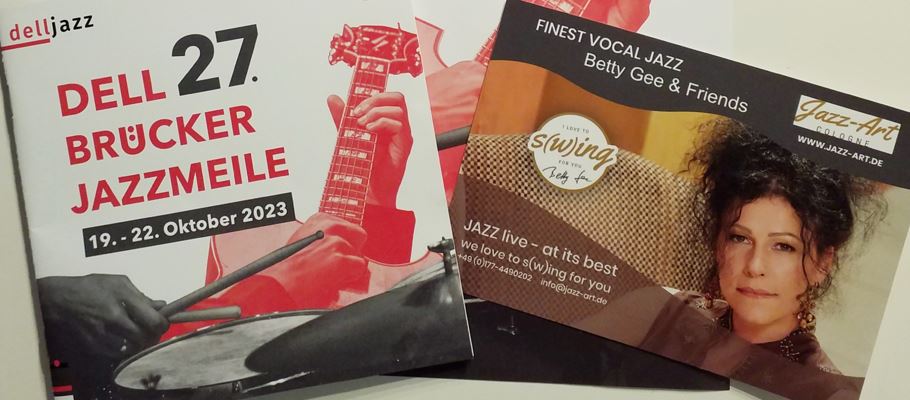 delljazz
DELL 27.
BRÜCKER
JAZZMEILE
19. - 22. Oktober 2023
FINEST VOCAL JAZZ
Betty Gee & Friends
Jazz-Art
COLOGNE
WWW.JAZZ-ART.DE
I LOVE TO
s(w)ing
FOR YOU
Betty Gee
JAZZ live - at its best
we love to s(w)ing for you
+49 (0)177-4490202 info@jazz-art.de